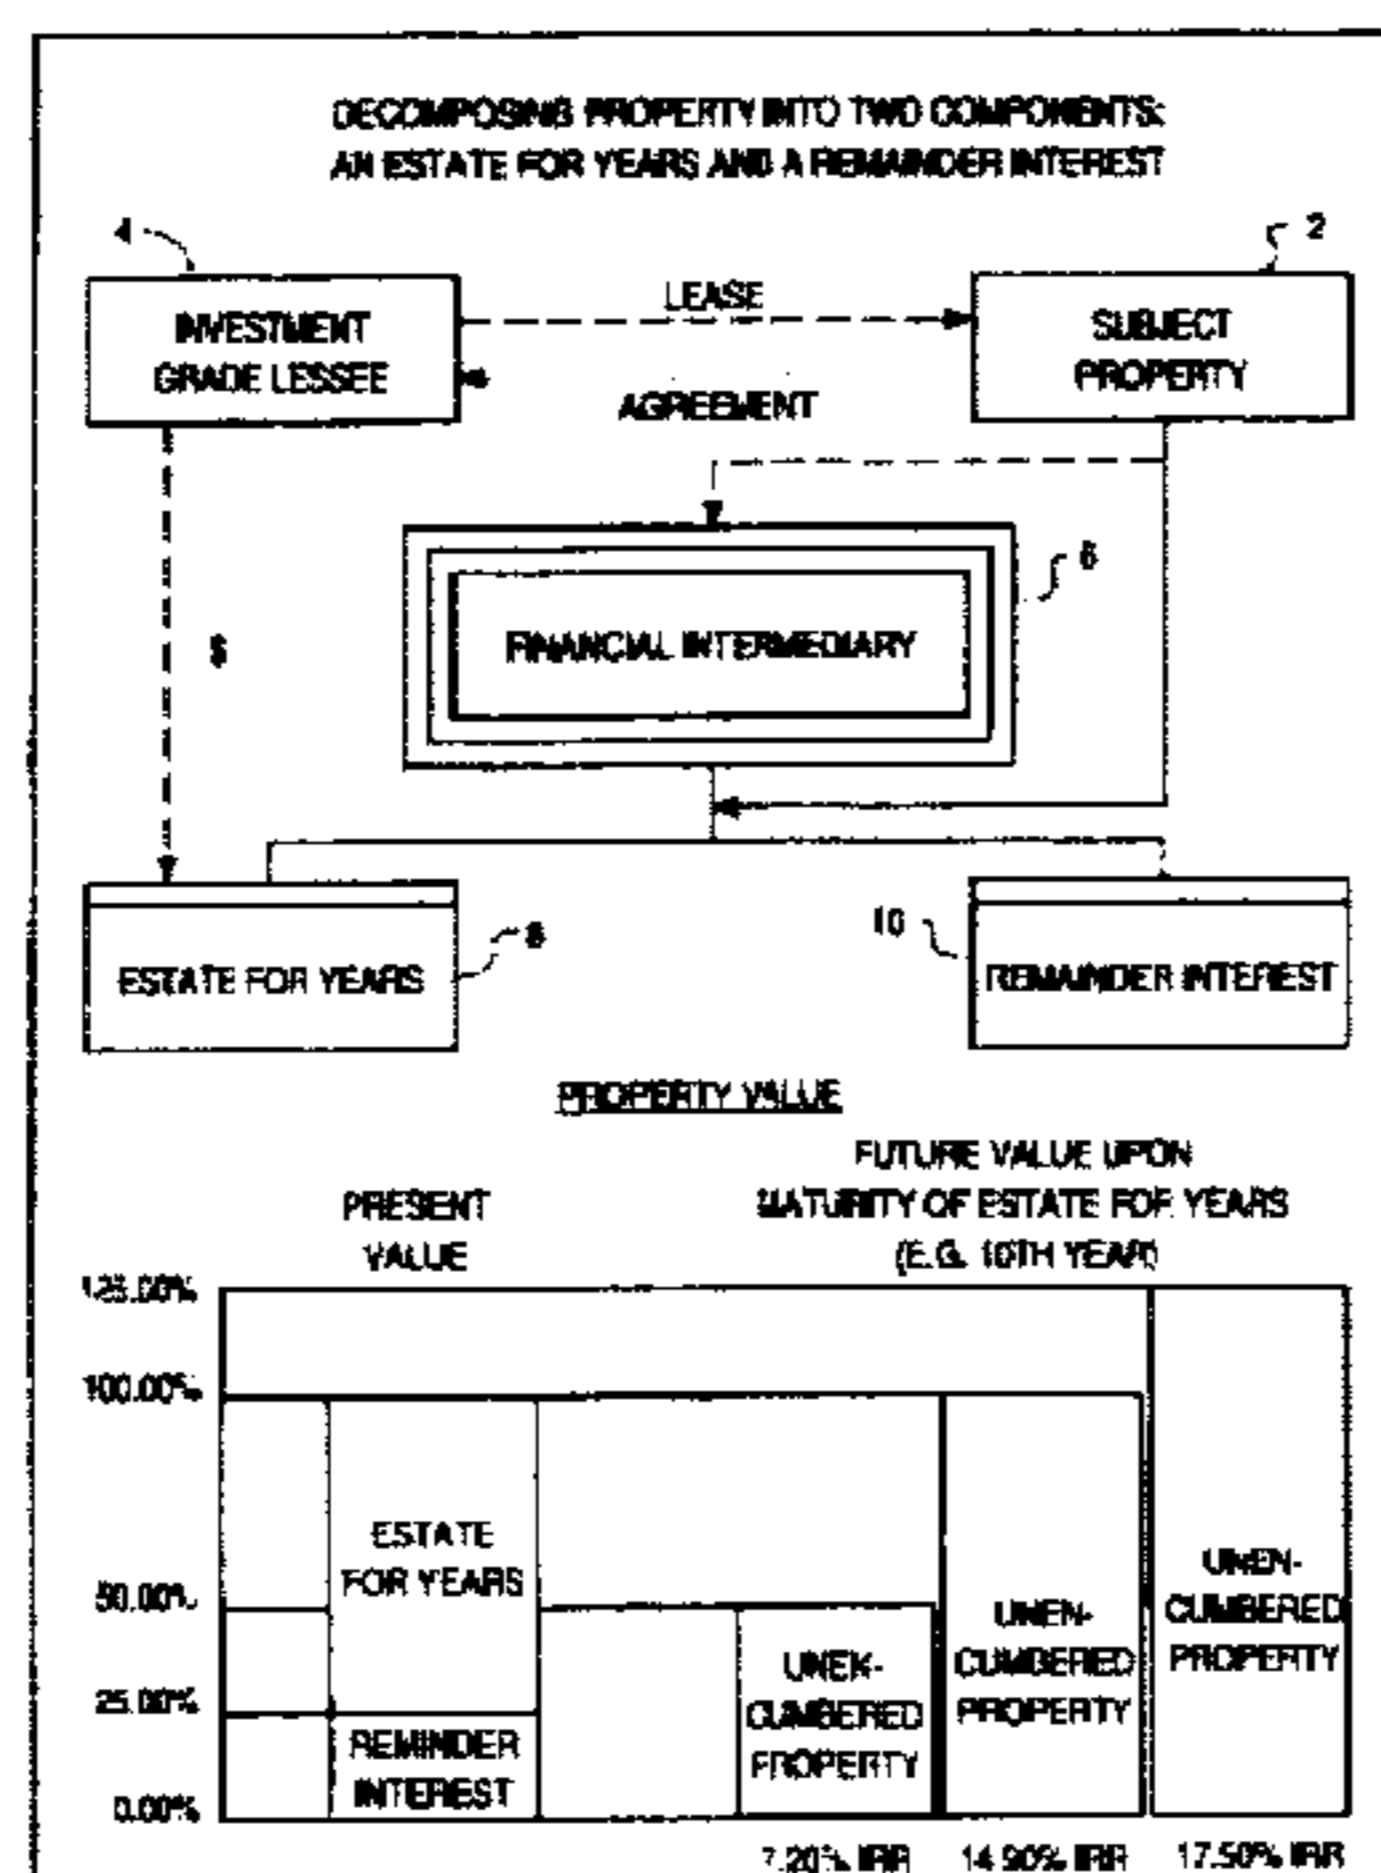 DECOMPOSING PROPERTY INTO TWO COMPONENTS:
AN ESTATE FOR YEARS AND A REMAINDER INTEREST
4
2
INVESTMENT
GRADE LESSEE
LEASE
AGREEMENT
SUBJECT
PROPERTY
$
6
FINANCIAL INTERMEDIARY
ESTATE FOR YEARS
8
10
REMAINDER INTEREST
PROPERTY VALUE
PRESENT
VALUE
FUTURE VALUE UPON
MATURITY OF ESTATE FOR YEARS
(E.G. 10TH YEAR)
125.00%
100.00%
50.00%
25.00%
0.00%
ESTATE
FOR YEARS
REMINDER
INTEREST
UNEN-
CUMBERED
PROPERTY
UNEN-
CUMBERED
PROPERTY
UNEN-
CUMBERED
PROPERTY
7.20% IRR
14.90% IRR
17.50% IRR